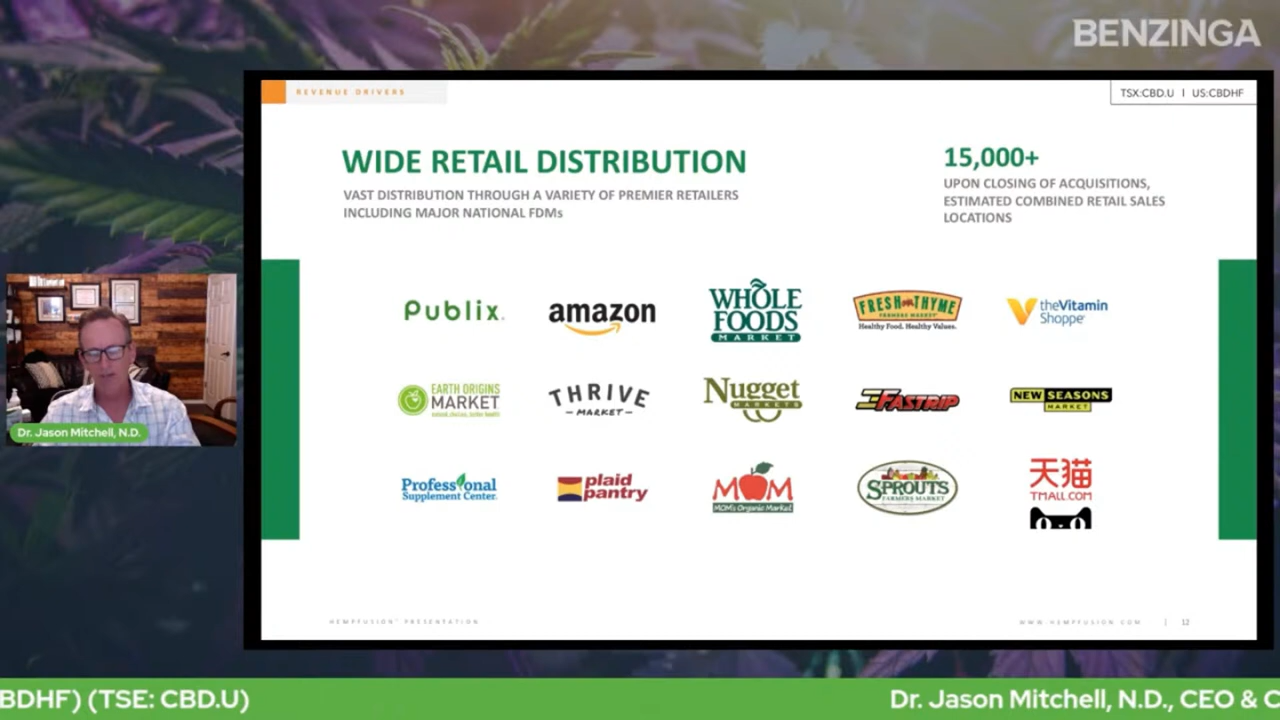 BENZINGA
REVENUE DRIVERS
TSX:CBD.U I US:CBDHF
WIDE RETAIL DISTRIBUTION
VAST DISTRIBUTION THROUGH A VARIETY OF PREMIER RETAILERS
INCLUDING MAJOR NATIONAL FDMs
15,000+
UPON CLOSING OF ACQUISITIONS,
ESTIMATED COMBINED RETAIL SALES
LOCATIONS
Publix.
amazon
WHOLE
FOODS
MARKET
FRESH THYME
FARMERS MARKET
Healthy Food. Healthy Values.
theVitamin
Shoppe
EARTH ORIGINS
MARKET
THRIVE
MARKET
Nugget
MARKETS
FASTRIP
NEW SEASONS
MARKET
Professional
Supplement Center.
plaid
pantry
MOM
MOM's Organic Market
SPROUTS
FARMERS MARKET
天猫
TMALL.COM
Dr. Jason Mitchell, N.D.
HEMPFUSION® PRESENTATION
WWW.HEMPFUSION.COM | 12
BDHF) (TSE: CBD.U)
Dr. Jason Mitchell, N.D., CEO & C